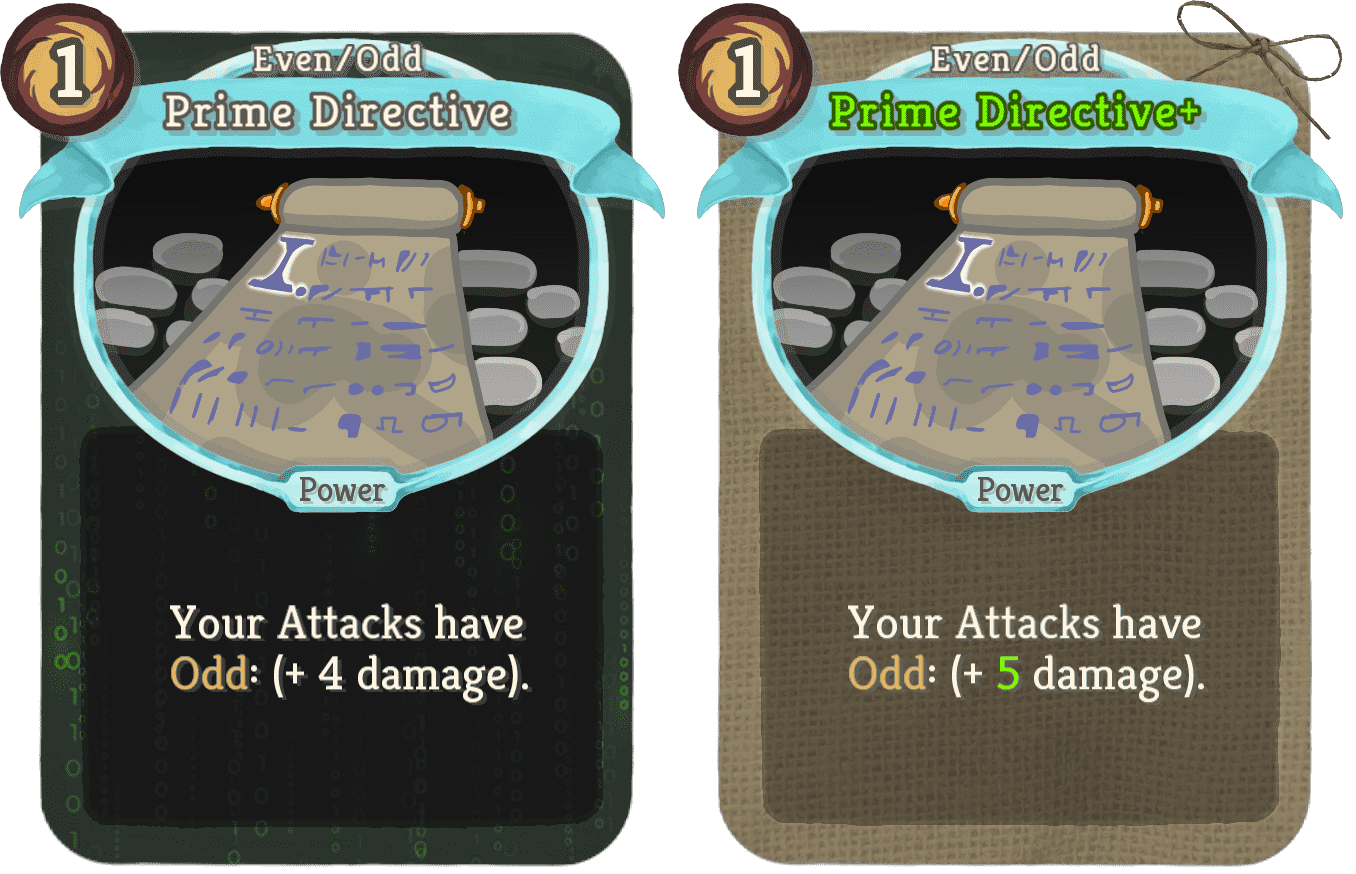 1
Even/Odd
Prime Directive
I.
Power
Your Attacks have
Odd: (+ 4 damage).
1
Even/Odd
Prime Directive+
I.
Power
Your Attacks have
Odd: (+ 5 damage).